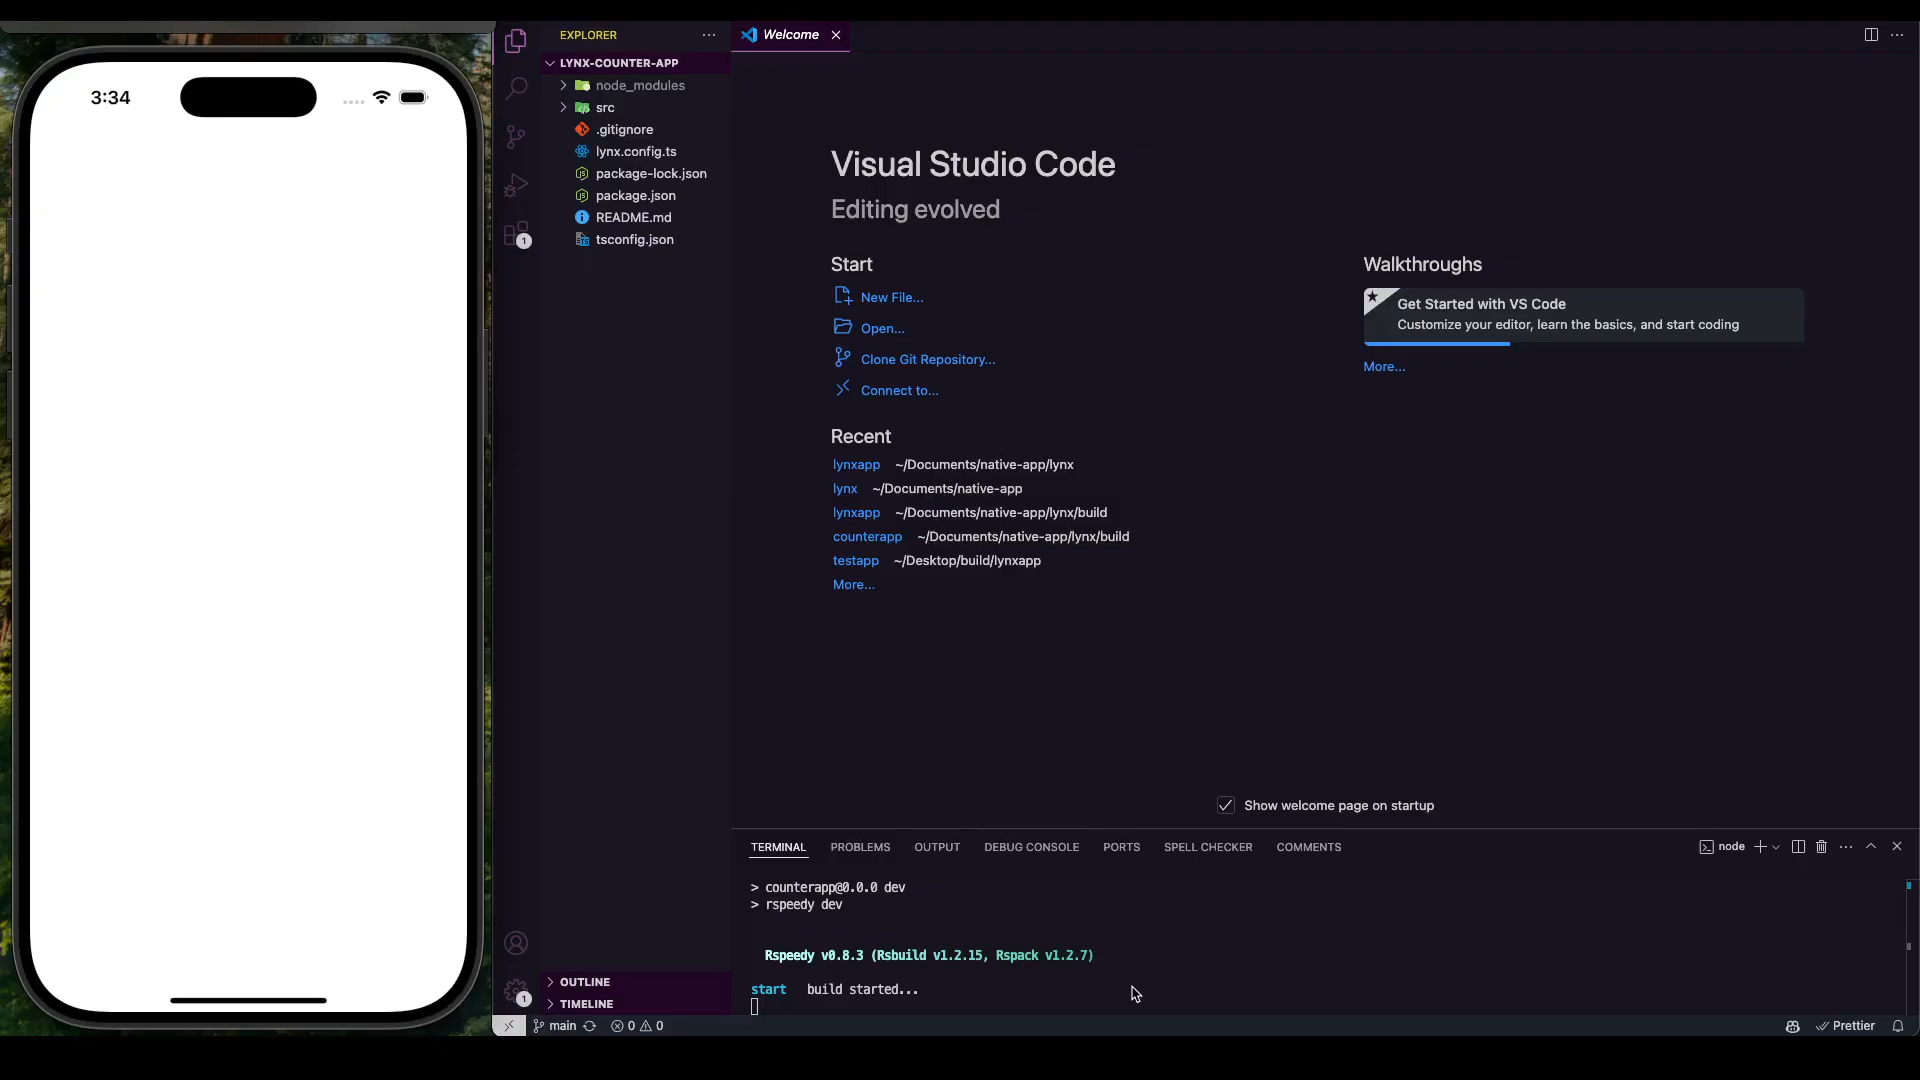 3:34
EXPLORER
LYNX-COUNTER-APP
node_modules
src
.gitignore
lynx.config.ts
package-lock.json
package.json
README.md
tsconfig.json
1
OUTLINE
TIMELINE
1
Welcome
Visual Studio Code
Editing evolved
Start
New File...
Open...
Clone Git Repository...
Connect to...
Recent
lynxapp ~/Documents/native-app/lynx
lynx ~/Documents/native-app
lynxapp ~/Documents/native-app/lynx/build
counterapp ~/Documents/native-app/lynx/build
testapp ~/Desktop/build/lynxapp
More...
Walkthroughs
Get Started with VS Code
Customize your editor, learn the basics, and start coding
More...
Show welcome page on startup
TERMINAL PROBLEMS OUTPUT DEBUG CONSOLE PORTS SPELL CHECKER COMMENTS
node
> counterapp@0.0.0 dev
> rspeedy dev
Rspeedy v0.8.3 (Rsbuild v1.2.15, Rspack v1.2.7)
start build started...
main 0 0
Prettier